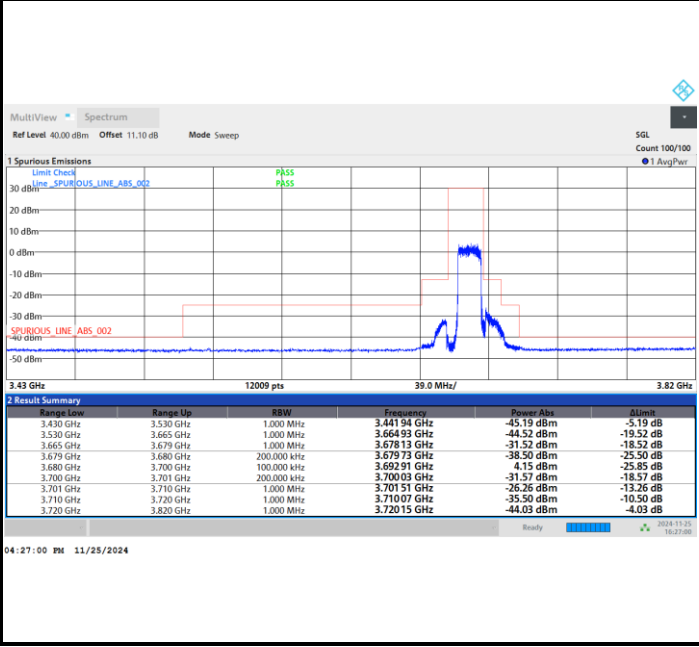 MultiView Spectrum
Ref Level 40.00 dBm Offset 11.10 dB Mode Sweep SGL
Count 100/100
1 Spurious Emissions 1 AvgPwr
Limit Check PASS
Line _SPURIOUS_LINE_ABS_002 PASS
30 dBm
20 dBm
10 dBm
0 dBm
-10 dBm
-20 dBm
-30 dBm
_SPURIOUS_LINE_ABS_002
-40 dBm
-50 dBm
3.43 GHz 12009 pts 39.0 MHz/ 3.82 GHz
2 Result Summary
Range Low Range Up RBW Frequency Power Abs ΔLimit
3.430 GHz 3.530 GHz 1.000 MHz 3.441 94 GHz -45.19 dBm -5.19 dB
3.530 GHz 3.665 GHz 1.000 MHz 3.664 93 GHz -44.52 dBm -19.52 dB
3.665 GHz 3.679 GHz 1.000 MHz 3.678 13 GHz -31.52 dBm -18.52 dB
3.679 GHz 3.680 GHz 200.000 kHz 3.679 73 GHz -38.50 dBm -25.50 dB
3.680 GHz 3.700 GHz 100.000 kHz 3.692 91 GHz 4.15 dBm -25.85 dB
3.700 GHz 3.701 GHz 200.000 kHz 3.700 03 GHz -31.57 dBm -18.57 dB
3.701 GHz 3.710 GHz 1.000 MHz 3.701 51 GHz -26.26 dBm -13.26 dB
3.710 GHz 3.720 GHz 1.000 MHz 3.710 07 GHz -35.50 dBm -10.50 dB
3.720 GHz 3.820 GHz 1.000 MHz 3.720 15 GHz -44.03 dBm -4.03 dB
Ready 2024-11-25
16:27:00
04:27:00 PM 11/25/2024